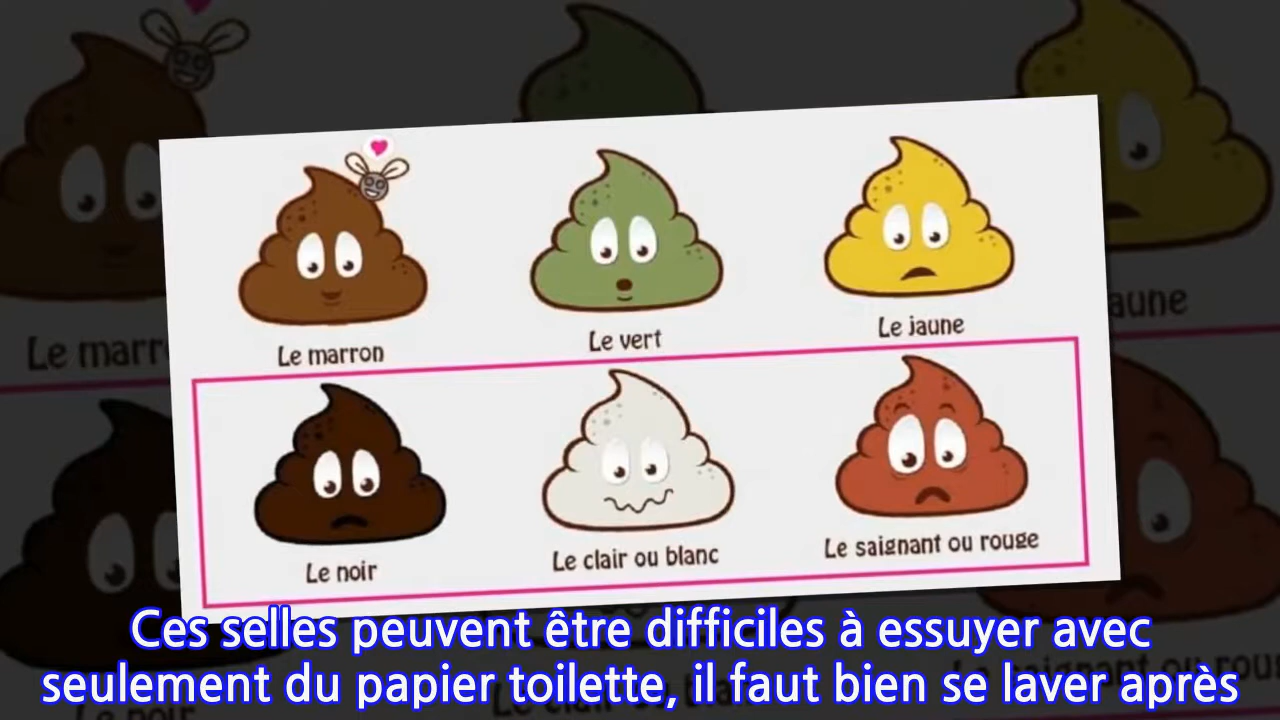 Le marron
Le vert
Le jaune
Le noir
Le clair ou blanc
Le saignant ou rouge
Ces selles peuvent être difficiles à essuyer avec
seulement du papier toilette, il faut bien se laver après